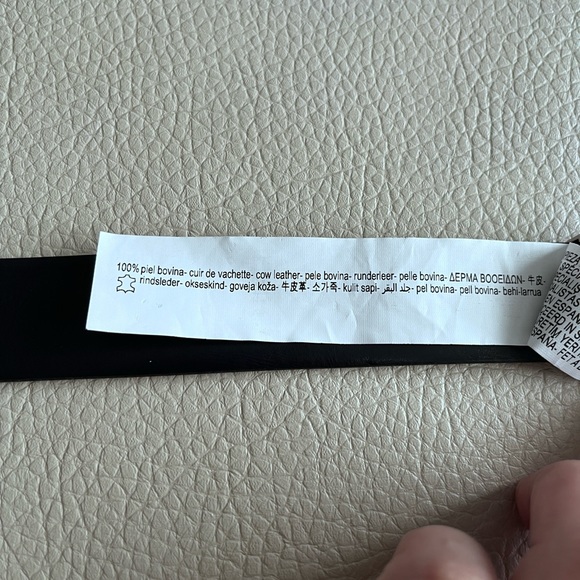 100% piel bovina- cuir de vachette- cow leather- pele bovina- runderleer- pelle bovina- ΔΕΡΜΑ ΒΟΟΕΙΔΩΝ- 牛皮-
rindsleder- okseskind- goveja koža- 牛皮革- 소가죽- kulit sapi- جلد البقر- pel bovina- pell bovina- behi-larrua